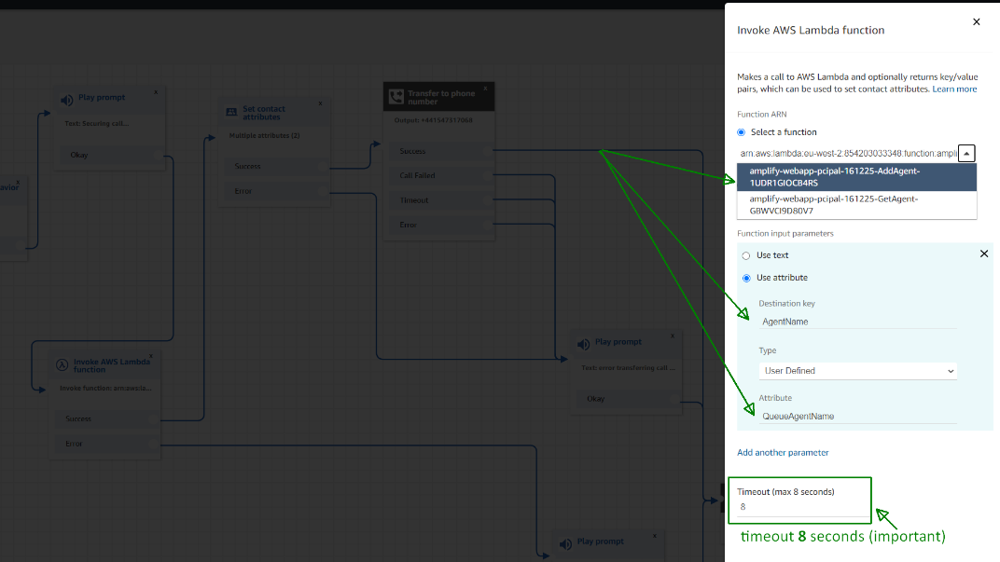 Invoke AWS Lambda function
Makes a call to AWS Lambda and optionally returns key/value
pairs, which can be used to set contact attributes. Learn more
Function ARN
Select a function
arn:aws:lambda:eu-west-2:854203033348:function:ampli
amplify-webapp-pcipal-161225-AddAgent-
1UDR1GIOCB4RS
amplify-webapp-pcipal-161225-GetAgent-
GBWVCI9D80V7
Function input parameters
Use text
Use attribute
Destination key
AgentName
Type
User Defined
Attribute
QueueAgentName
Add another parameter
Timeout (max 8 seconds)
8
timeout 8 seconds (important)
Play prompt
Text: Securing call...
Okay
Set contact
attributes
Multiple attributes (2)
Success
Error
Transfer to phone
number
Output: +441547317068
Success
Call Failed
Timeout
Error
avior
Invoke AWS Lambda
function
Invoke function: arn:aws:la...
Success
Error
Play prompt
Text: error transferring call ...
Okay
Play prompt